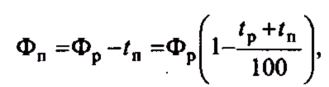 Φп = Φр − tп = Φр(1 − (tр + tп)/100),